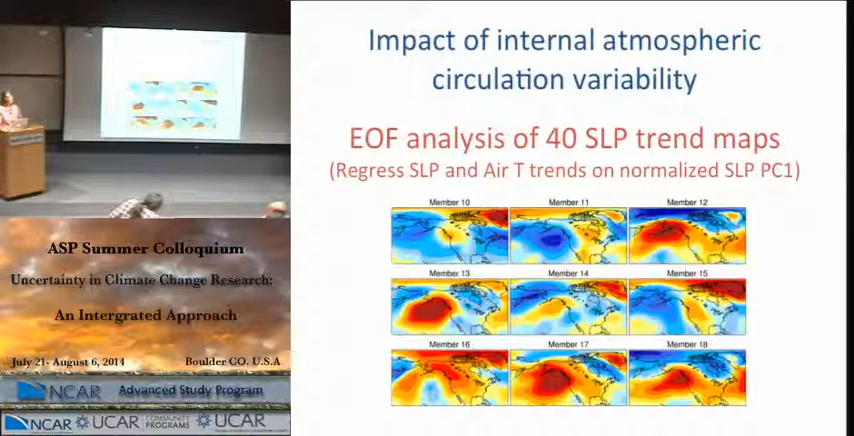 Impact of internal atmospheric
circulation variability
EOF analysis of 40 SLP trend maps
(Regress SLP and Air T trends on normalized SLP PC1)
Member 10 Member 11 Member 12
Member 13 Member 14 Member 15
Member 16 Member 17 Member 18
ASP Summer Colloquium
Uncertainty in Climate Change Research:
An Intergrated Approach
July 21- August 6, 2014 Boulder CO. U.S.A
NCAR Advanced Study Program
NCAR UCAR COMMUNITY PROGRAMS UCAR